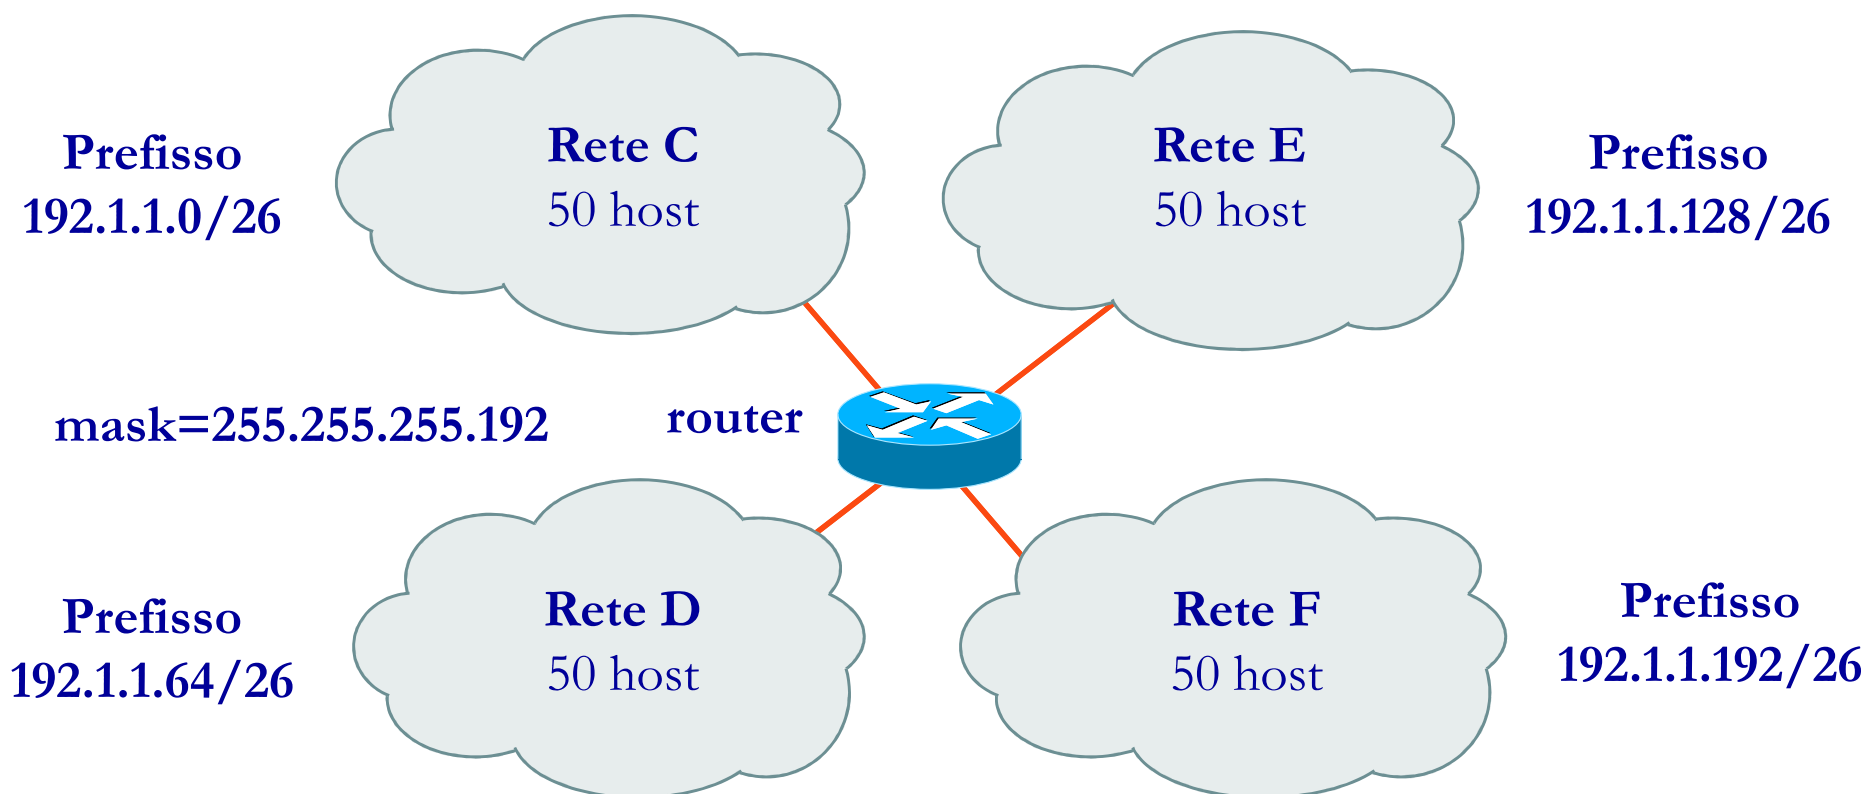 Prefisso
192.1.1.0/26
Rete C
50 host
Rete E
50 host
Prefisso
192.1.1.128/26
mask=255.255.255.192
router
Prefisso
192.1.1.64/26
Rete D
50 host
Rete F
50 host
Prefisso
192.1.1.192/26